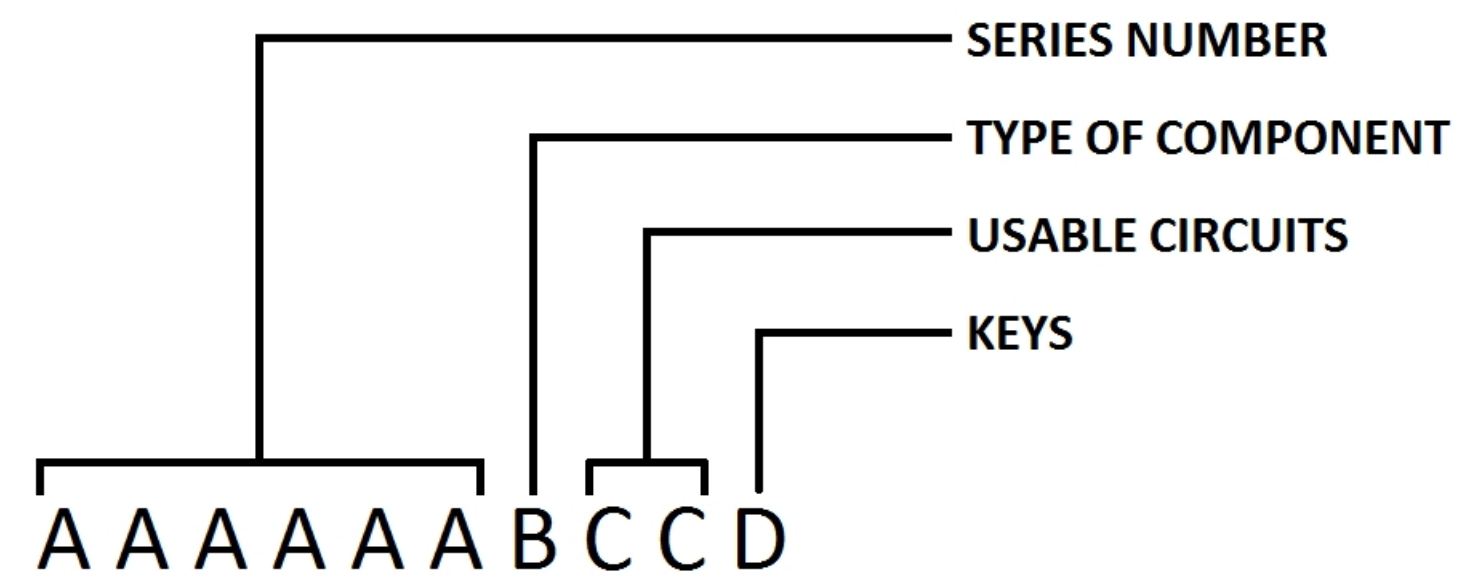 SERIES NUMBER
TYPE OF COMPONENT
USABLE CIRCUITS
KEYS
A A A A A A B C C D